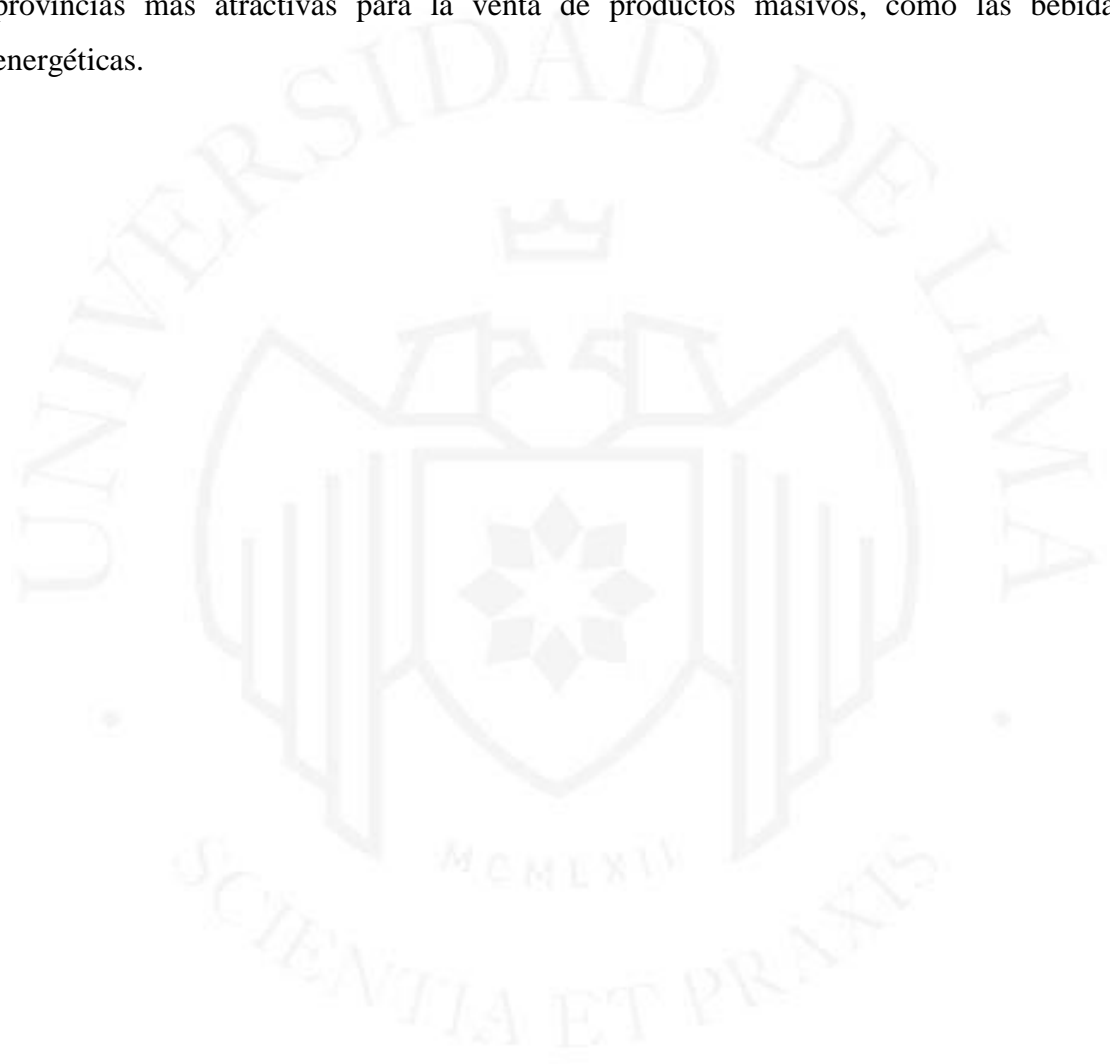 provincias más atractivas para la venta de productos masivos, como las bebida
energéticas.
UNIVERSIDAD DE LIMA
MCMLXII
SCIENTIA ET PRAXIS